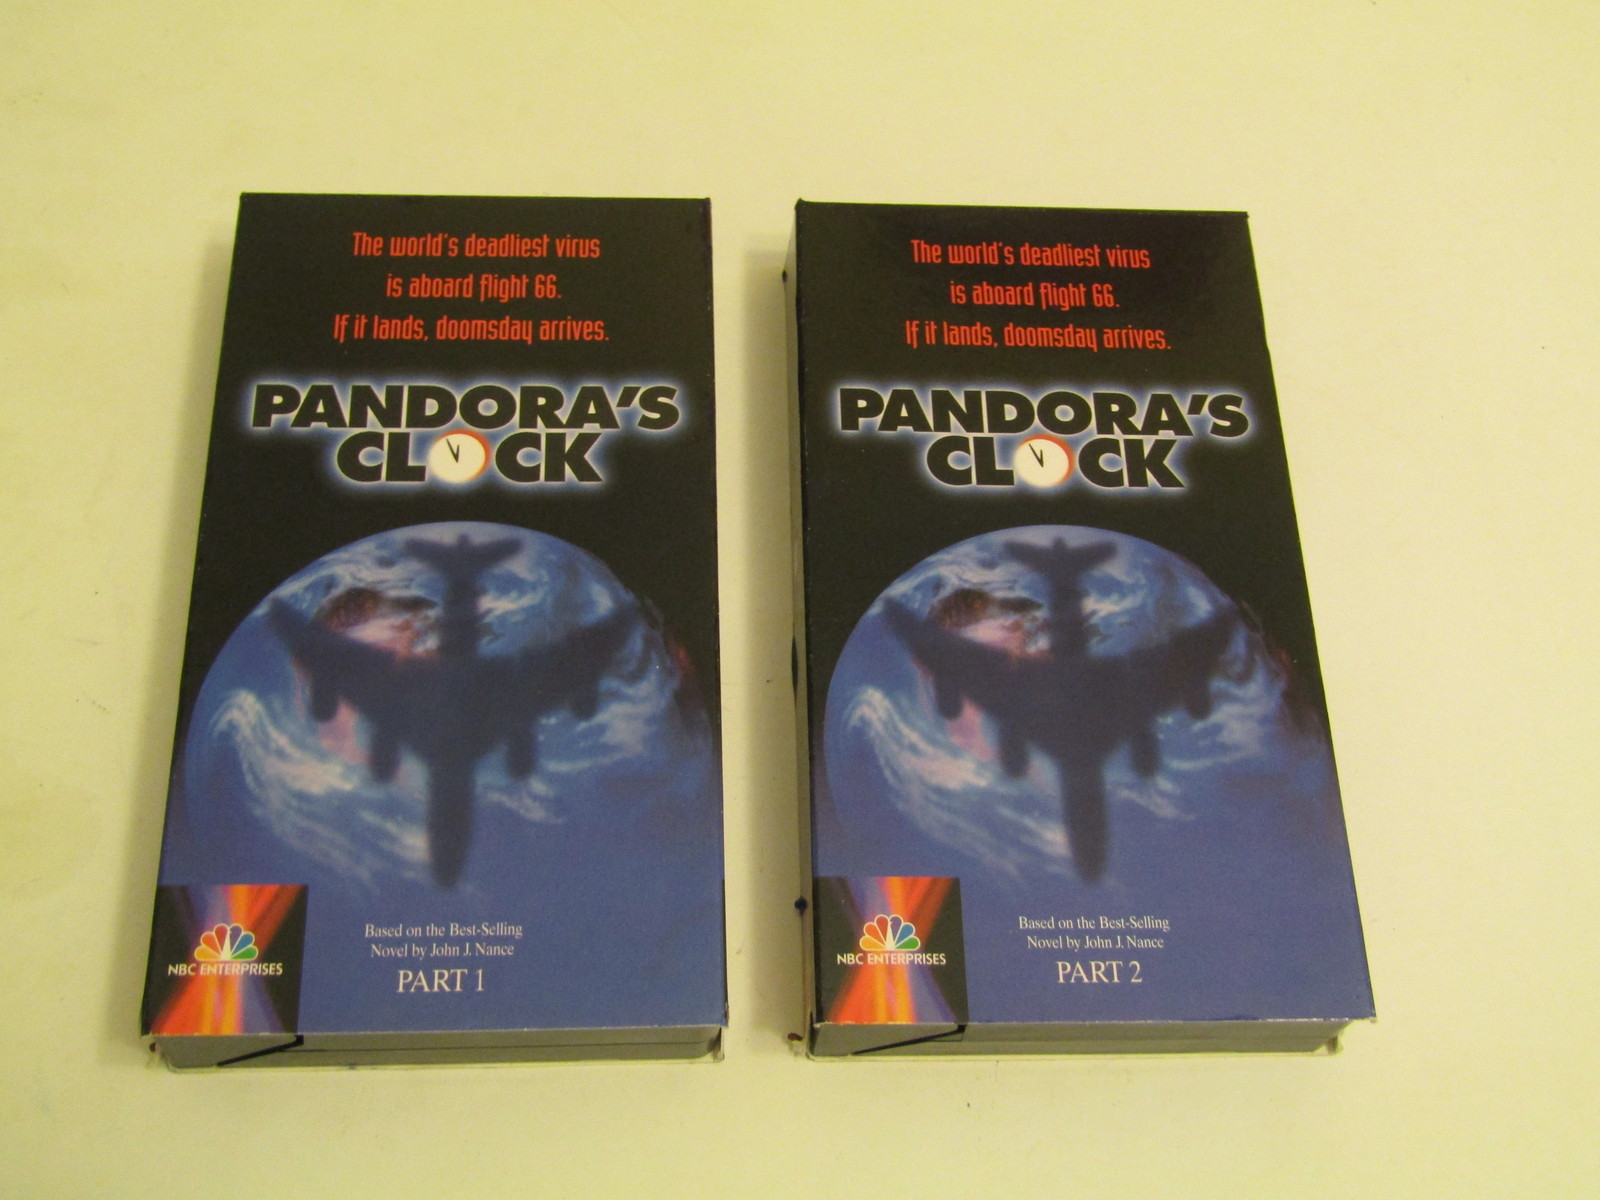 The world's deadliest virus
is aboard flight 66.
If it lands, doomsday arrives.
PANDORA'S
CLOCK
Based on the Best-Selling
Novel by John J. Nance
PART 1
NBC ENTERPRISES
The world's deadliest virus
is aboard flight 66.
If it lands, doomsday arrives.
PANDORA'S
CLOCK
Based on the Best-Selling
Novel by John J. Nance
PART 2
NBC ENTERPRISES